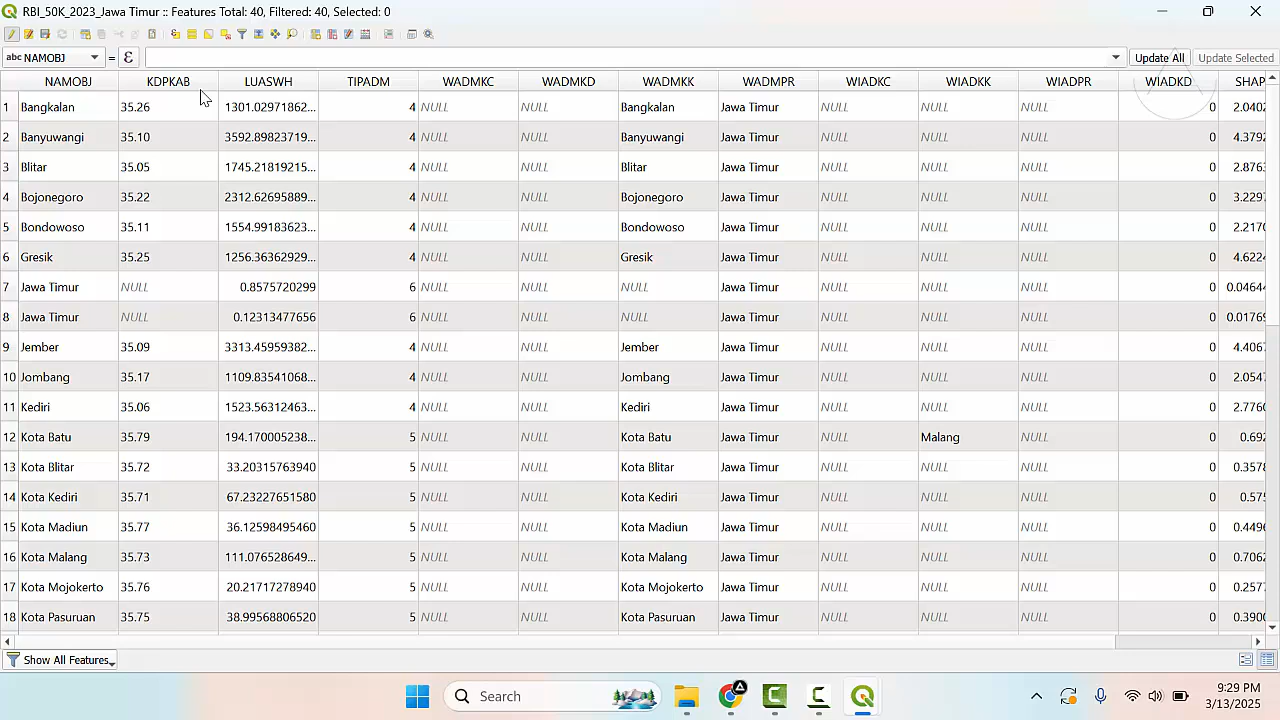 RBI_50K_2023_Jawa Timur :: Features Total: 40, Filtered: 40, Selected: 0
abc NAMOBJ = ε Update All Update Selected
NAMOBJ KDPKAB LUASWH TIPADM WADMKC WADMKD WADMKK WADMPR WIADKC WIADKK WIADPR WIADKD SHAP
1 Bangkalan 35.26 1301.02971862... 4 NULL NULL Bangkalan Jawa Timur NULL NULL NULL 0 2.0402
2 Banyuwangi 35.10 3592.89823719... 4 NULL NULL Banyuwangi Jawa Timur NULL NULL NULL 0 4.3792
3 Blitar 35.05 1745.21819215... 4 NULL NULL Blitar Jawa Timur NULL NULL NULL 0 2.8763
4 Bojonegoro 35.22 2312.62695889... 4 NULL NULL Bojonegoro Jawa Timur NULL NULL NULL 0 3.2297
5 Bondowoso 35.11 1554.99183623... 4 NULL NULL Bondowoso Jawa Timur NULL NULL NULL 0 2.2170
6 Gresik 35.25 1256.36362929... 4 NULL NULL Gresik Jawa Timur NULL NULL NULL 0 4.6224
7 Jawa Timur NULL 0.8575720299 6 NULL NULL NULL Jawa Timur NULL NULL NULL 0 0.0464
8 Jawa Timur NULL 0.12313477656 6 NULL NULL NULL Jawa Timur NULL NULL NULL 0 0.0176
9 Jember 35.09 3313.45959382... 4 NULL NULL Jember Jawa Timur NULL NULL NULL 0 4.4067
10 Jombang 35.17 1109.83541068... 4 NULL NULL Jombang Jawa Timur NULL NULL NULL 0 2.0547
11 Kediri 35.06 1523.56312463... 4 NULL NULL Kediri Jawa Timur NULL NULL NULL 0 2.7760
12 Kota Batu 35.79 194.170005238... 5 NULL NULL Kota Batu Jawa Timur NULL Malang NULL 0 0.692
13 Kota Blitar 35.72 33.20315763940 5 NULL NULL Kota Blitar Jawa Timur NULL NULL NULL 0 0.3578
14 Kota Kediri 35.71 67.23227651580 5 NULL NULL Kota Kediri Jawa Timur NULL NULL NULL 0 0.575
15 Kota Madiun 35.77 36.12598495460 5 NULL NULL Kota Madiun Jawa Timur NULL NULL NULL 0 0.4496
16 Kota Malang 35.73 111.076528649... 5 NULL NULL Kota Malang Jawa Timur NULL NULL NULL 0 0.7062
17 Kota Mojokerto 35.76 20.21717278940 5 NULL NULL Kota Mojokerto Jawa Timur NULL NULL NULL 0 0.2577
18 Kota Pasuruan 35.75 38.99568806520 5 NULL NULL Kota Pasuruan Jawa Timur NULL NULL NULL 0 0.3900
Show All Features
Search
9:29 PM
3/13/2025